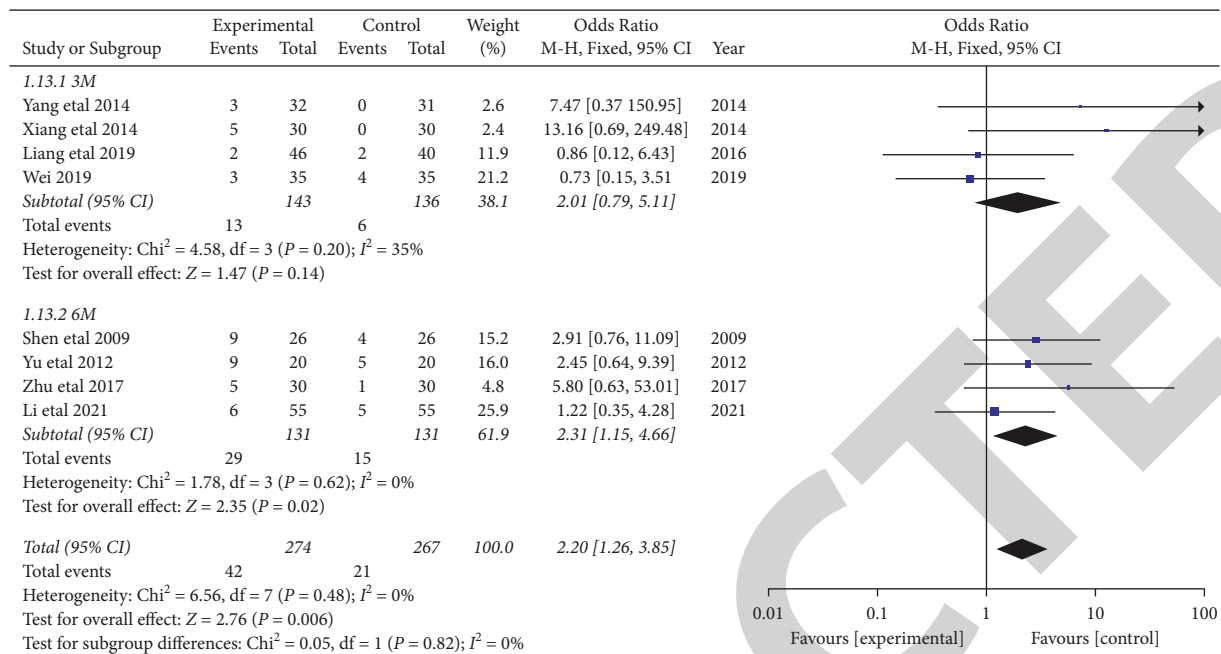 Experimental Control Weight Odds Ratio Odds Ratio
Study or Subgroup Events Total Events Total (%) M-H, Fixed, 95% CI Year M-H, Fixed, 95% CI
1.13.1 3M
Yang etal 2014 3 32 0 31 2.6 7.47 [0.37 150.95] 2014
Xiang etal 2014 5 30 0 30 2.4 13.16 [0.69, 249.48] 2014
Liang etal 2019 2 46 2 40 11.9 0.86 [0.12, 6.43] 2016
Wei 2019 3 35 4 35 21.2 0.73 [0.15, 3.51 2019
Subtotal (95% CI) 143 136 38.1 2.01 [0.79, 5.11]
Total events 13 6
Heterogeneity: Chi² = 4.58, df = 3 (P = 0.20); I² = 35%
Test for overall effect: Z = 1.47 (P = 0.14)
1.13.2 6M
Shen etal 2009 9 26 4 26 15.2 2.91 [0.76, 11.09] 2009
Yu etal 2012 9 20 5 20 16.0 2.45 [0.64, 9.39] 2012
Zhu etal 2017 5 30 1 30 4.8 5.80 [0.63, 53.01] 2017
Li etal 2021 6 55 5 55 25.9 1.22 [0.35, 4.28] 2021
Subtotal (95% CI) 131 131 61.9 2.31 [1.15, 4.66]
Total events 29 15
Heterogeneity: Chi² = 1.78, df = 3 (P = 0.62); I² = 0%
Test for overall effect: Z = 2.35 (P = 0.02)
Total (95% CI) 274 267 100.0 2.20 [1.26, 3.85]
Total events 42 21
Heterogeneity: Chi² = 6.56, df = 7 (P = 0.48); I² = 0%
Test for overall effect: Z = 2.76 (P = 0.006)
Test for subgroup differences: Chi² = 0.05, df = 1 (P = 0.82); I² = 0%
0.01 0.1 1 10 100
Favours [experimental] Favours [control]
CTED